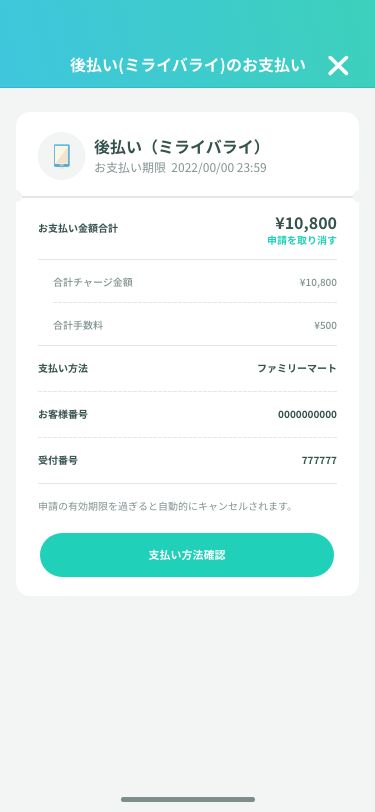 後払い(ミライバライ)のお支払い
後払い（ミライバライ）
お支払い期限 2022/00/00 23:59
お支払い金額合計 ¥10,800
申請を取り消す
合計チャージ金額 ¥10,800
合計手数料 ¥500
支払い方法 ファミリーマート
お客様番号 0000000000
受付番号 777777
申請の有効期限を過ぎると自動的にキャンセルされます。
支払い方法確認